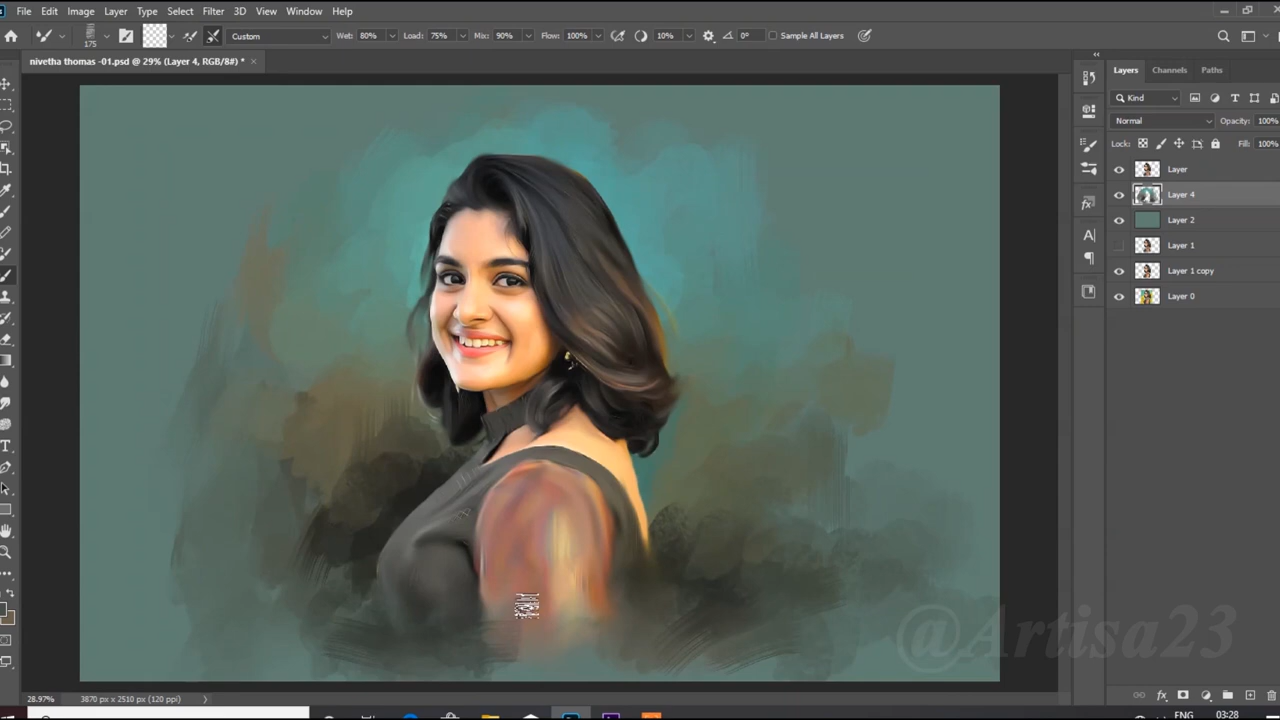 File Edit Image Layer Type Select Filter 3D View Window Help
175 Custom Wet: 80% Load: 75% Mix: 90% Flow: 100% 10% 0° Sample All Layers
nivetha thomas -01.psd @ 29% (Layer 4, RGB/8#) *
Layers Channels Paths
Kind
Normal Opacity: 100%
Lock: Fill: 100%
Layer
Layer 4
Layer 2
Layer 1
Layer 1 copy
Layer 0
@Artisa23
28.97% 3870 px x 2510 px (120 ppi)
ENG 03:28